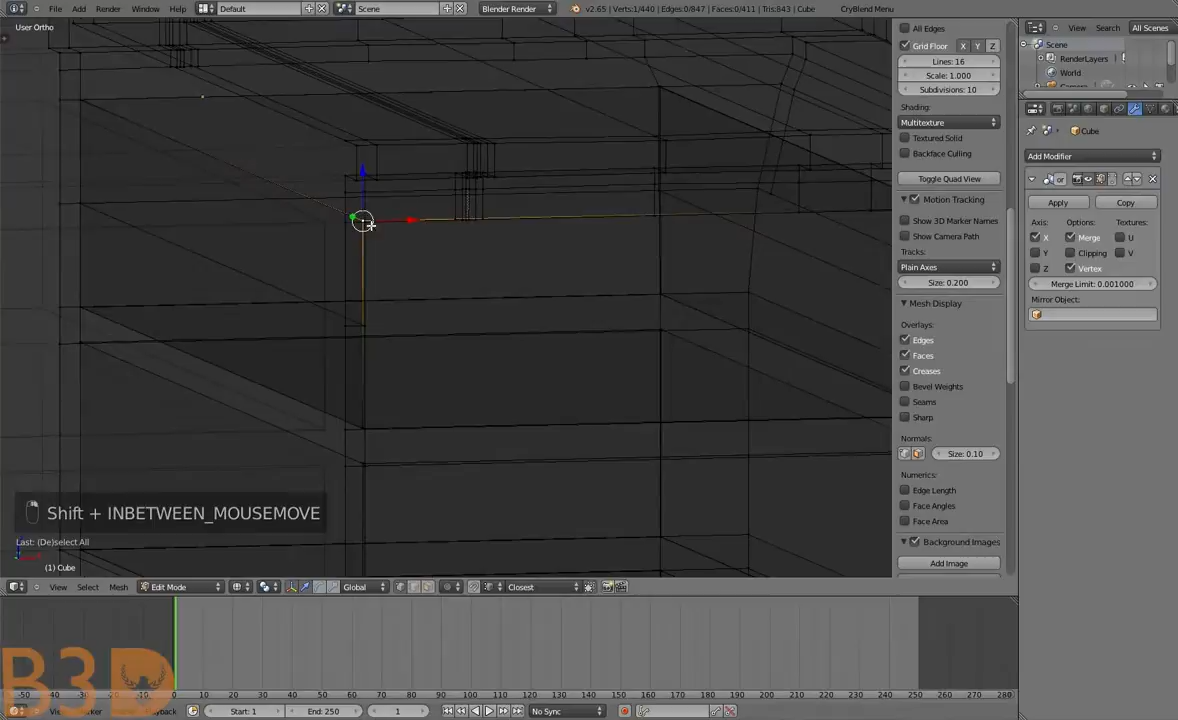 File Add Render Window Help Default Scene Blender Render v2.65 | Verts:1/440 | Edges:0/847 | Faces:0/411 | Tris:843 | Cube CryBlend Menu
User Ortho
All Edges
Grid Floor X Y Z
Lines: 16
Scale: 1.000
Subdivisions: 10
Shading:
Multitexture
Textured Solid
Backface Culling
Toggle Quad View
Motion Tracking
Show 3D Marker Names
Show Camera Path
Tracks:
Plain Axes
Size: 0.200
Mesh Display
Overlays:
Edges
Faces
Creases
Bevel Weights
Seams
Sharp
Normals:
Size: 0.10
Numerics:
Edge Length
Face Angles
Face Area
Background Images
Add Image
View Search All Scenes
Scene
RenderLayers
World
Cube
Add Modifier
or
Apply Copy
Axis: Options: Textures:
X Merge U
Y Clipping V
Z Vertex
Merge Limit: 0.001000
Mirror Object:
Shift + INBETWEEN_MOUSEMOVE
Last: (De)select All
(1) Cube
View Select Mesh Edit Mode Global Closest
B3D
-50 -40 -30 -20 -10 0 10 20 30 40 50 60 70 80 90 100 110 120 130 140 150 160 170 180 190 200 210 220 230 240 250 260 270 280
Start: 1 End: 250 1 No Sync